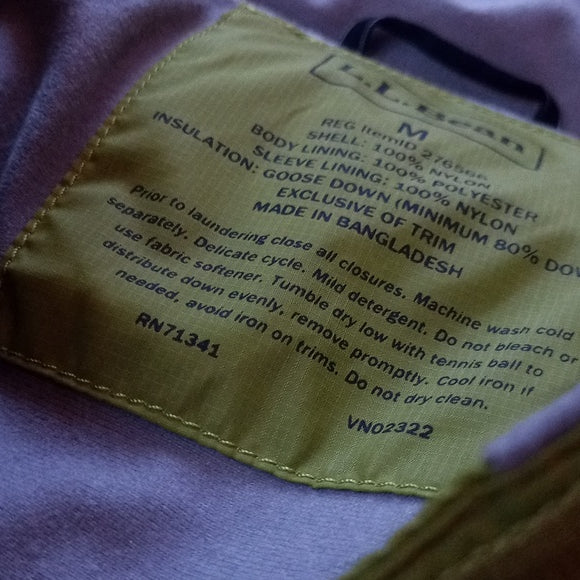 L.L.Bean
M
REG ItemID
SHELL: 100% NYLON
BODY LINING: 100% POLYESTER
SLEEVE LINING: 100% NYLON
INSULATION: GOOSE DOWN (MINIMUM 80% DOW
EXCLUSIVE OF TRIM
MADE IN BANGLADESH
Prior to laundering close all closures. Machine wash cold
separately. Delicate cycle. Mild detergent. Do not bleach or
use fabric softener. Tumble dry low with tennis ball to
distribute down evenly, remove promptly. Cool iron if
needed, avoid iron on trims. Do not dry clean.
RN71341
VN02322